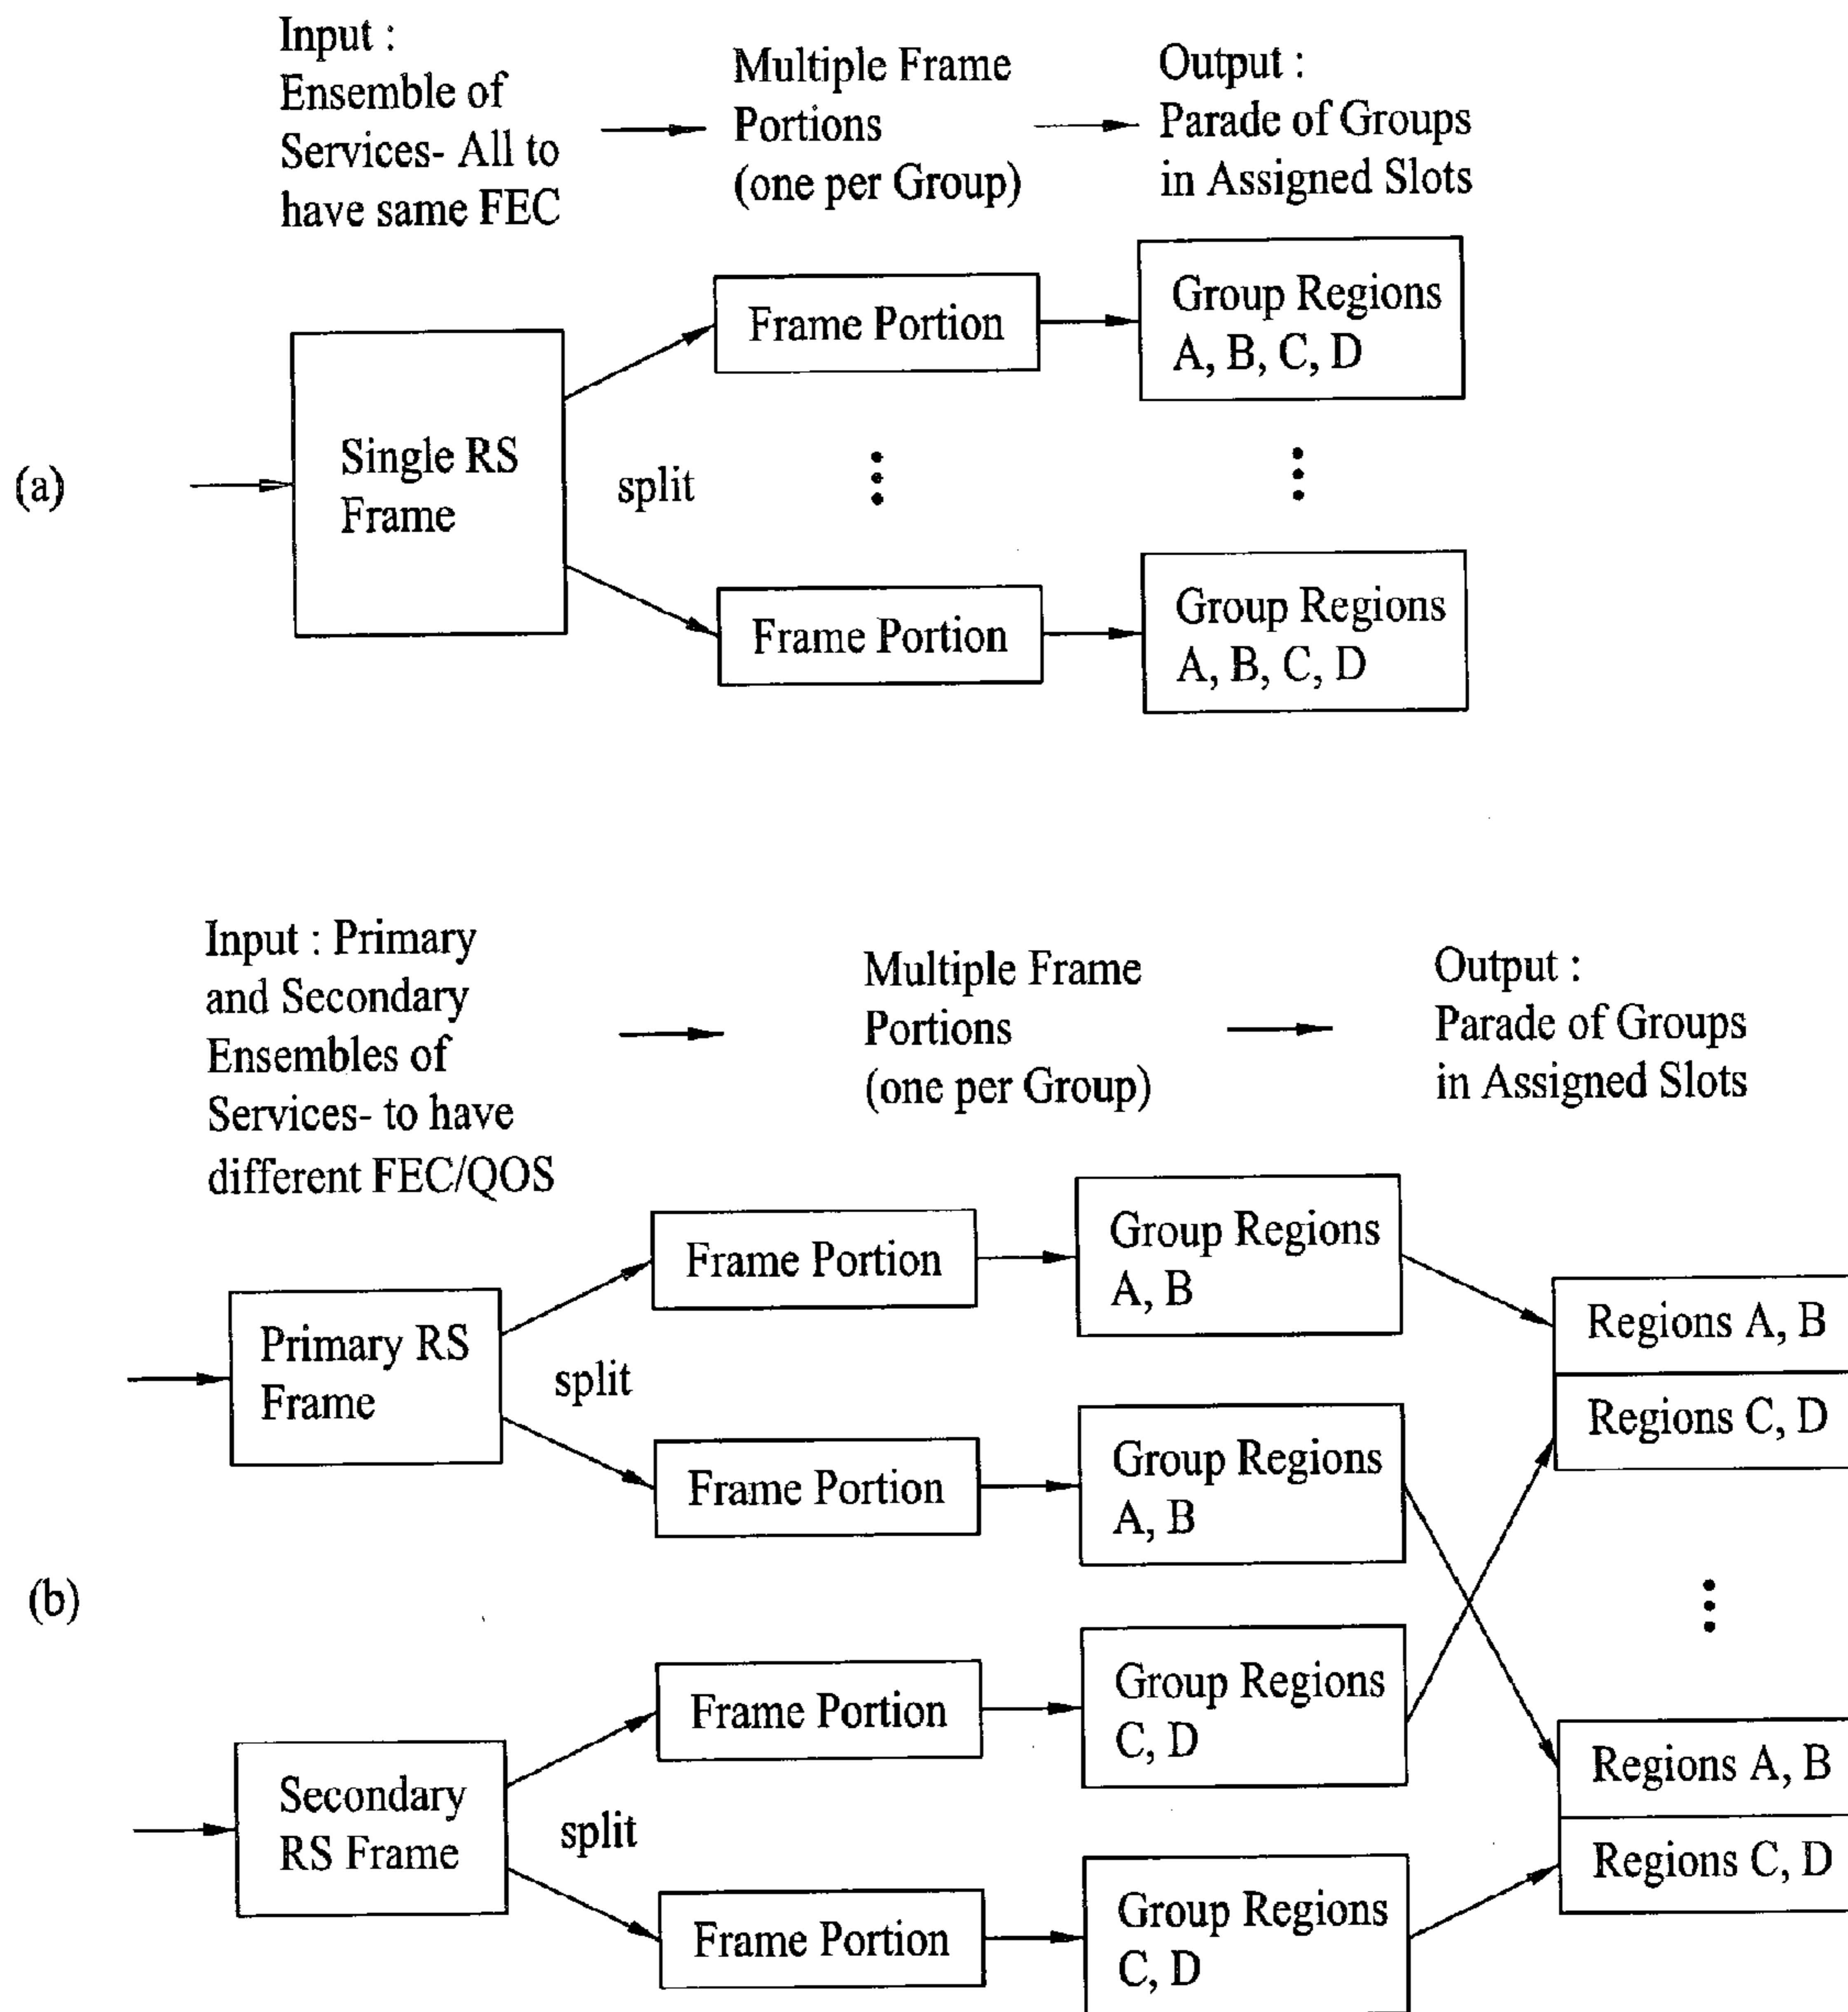 Input :
Ensemble of
Services- All to
have same FEC
Multiple Frame
Portions
(one per Group)
Output :
Parade of Groups
in Assigned Slots
(a)
Single RS
Frame
split
Frame Portion
Group Regions
A, B, C, D
Frame Portion
Group Regions
A, B, C, D
Input : Primary
and Secondary
Ensembles of
Services- to have
different FEC/QOS
Multiple Frame
Portions
(one per Group)
Output :
Parade of Groups
in Assigned Slots
(b)
Primary RS
Frame
split
Frame Portion
Group Regions
A, B
Frame Portion
Group Regions
A, B
Secondary
RS Frame
split
Frame Portion
Group Regions
C, D
Frame Portion
Group Regions
C, D
Regions A, B
Regions C, D
Regions A, B
Regions C, D